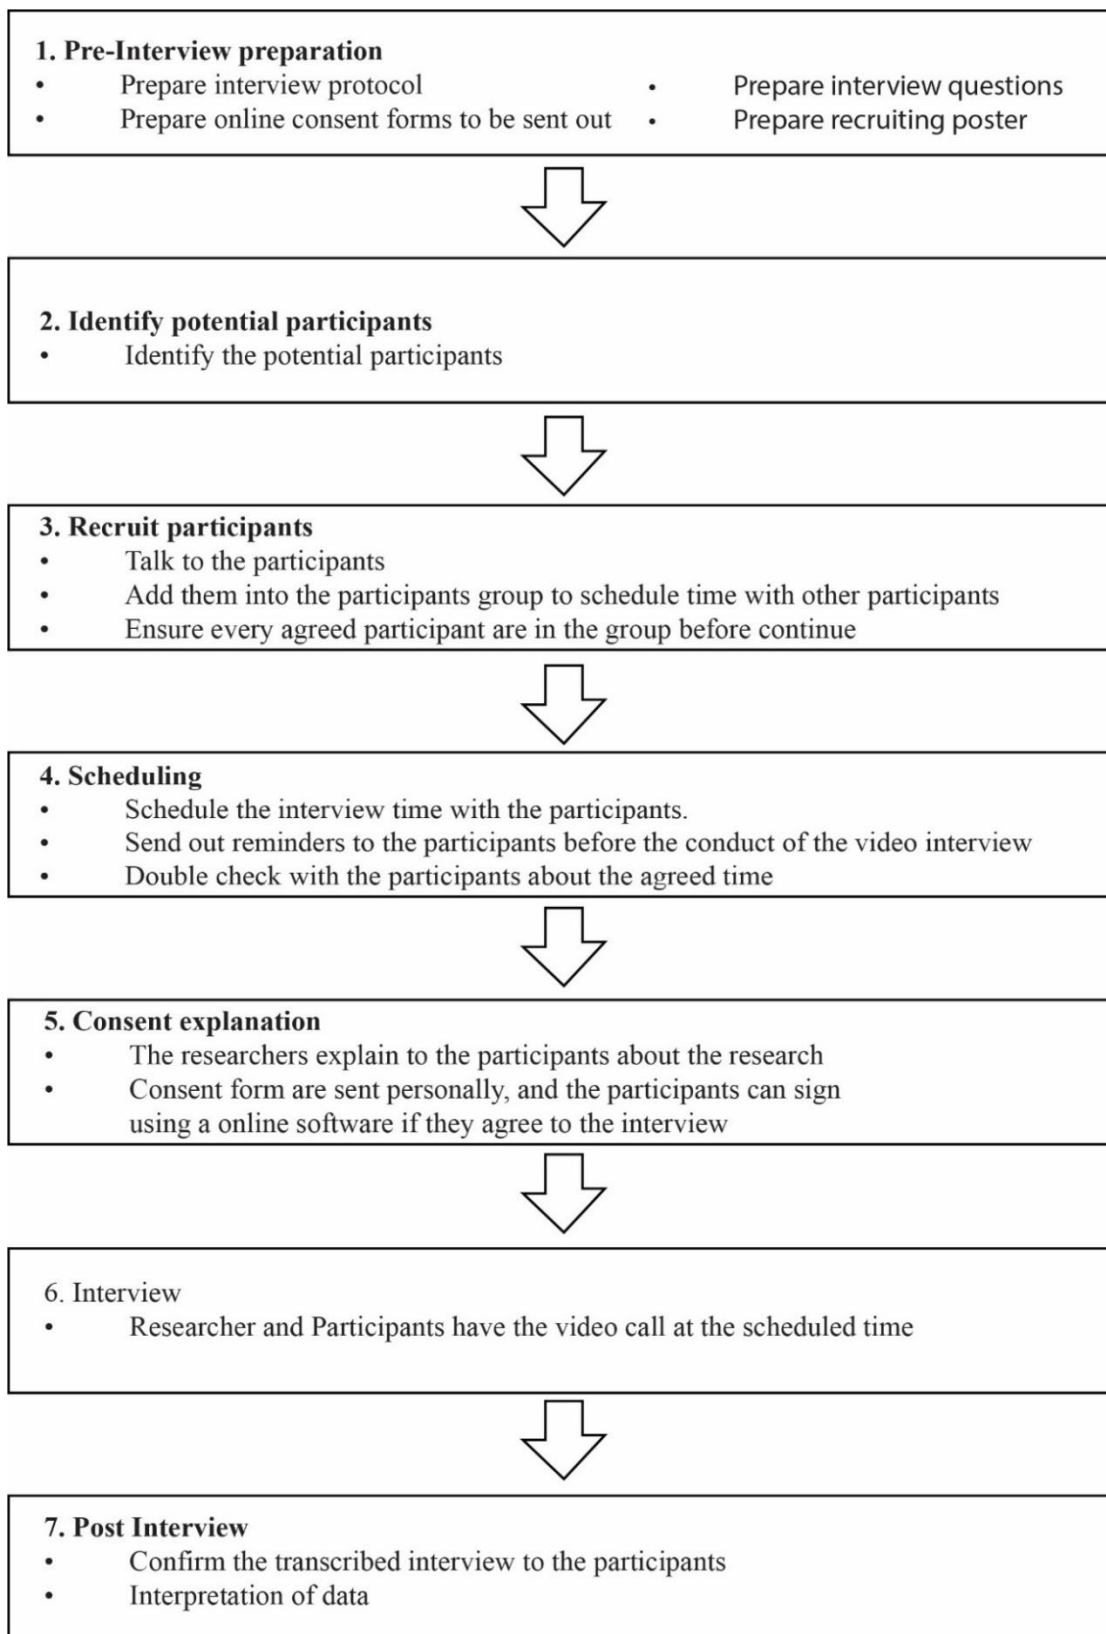 1. Pre-Interview preparation
• Prepare interview protocol • Prepare interview questions
• Prepare online consent forms to be sent out • Prepare recruiting poster
2. Identify potential participants
• Identify the potential participants
3. Recruit participants
• Talk to the participants
• Add them into the participants group to schedule time with other participants
• Ensure every agreed participant are in the group before continue
4. Scheduling
• Schedule the interview time with the participants.
• Send out reminders to the participants before the conduct of the video interview
• Double check with the participants about the agreed time
5. Consent explanation
• The researchers explain to the participants about the research
• Consent form are sent personally, and the participants can sign
using a online software if they agree to the interview
6. Interview
• Researcher and Participants have the video call at the scheduled time
7. Post Interview
• Confirm the transcribed interview to the participants
• Interpretation of data